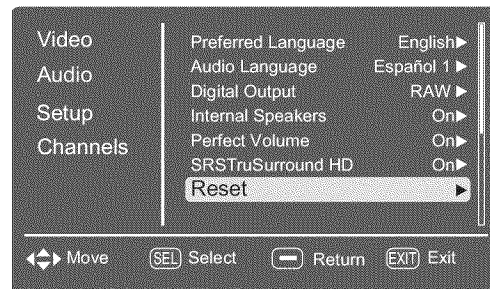 Video
Audio
Setup
Channels
Preferred Language English
Audio Language Español 1
Digital Output RAW
Internal Speakers On
Perfect Volume On
SRSTruSurround HD On
Reset
Move SEL Select Return EXIT Exit